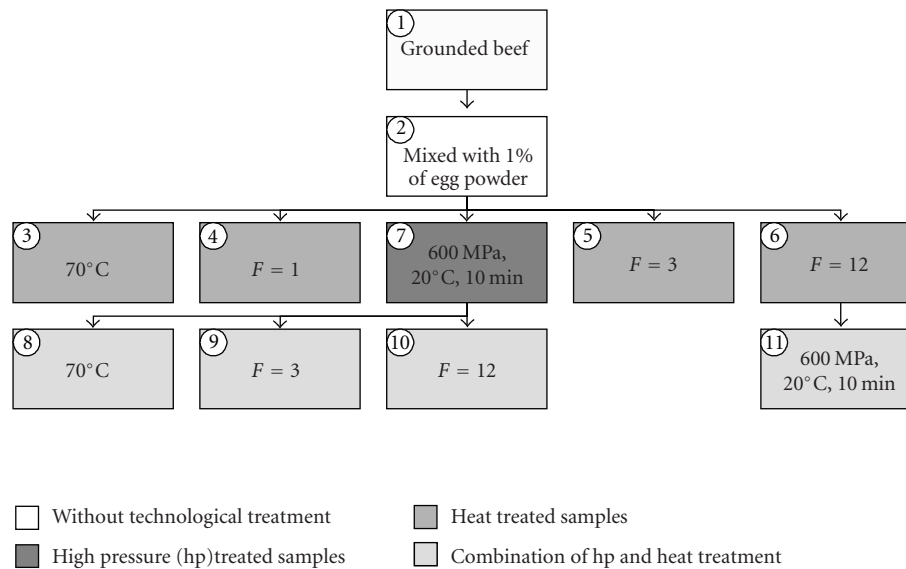 1
Grounded beef
2
Mixed with 1%
of egg powder
3
70°C
4
F = 1
7
600 MPa,
20°C, 10 min
5
F = 3
6
F = 12
8
70°C
9
F = 3
10
F = 12
11
600 MPa,
20°C, 10 min
Without technological treatment
High pressure (hp)treated samples
Heat treated samples
Combination of hp and heat treatment